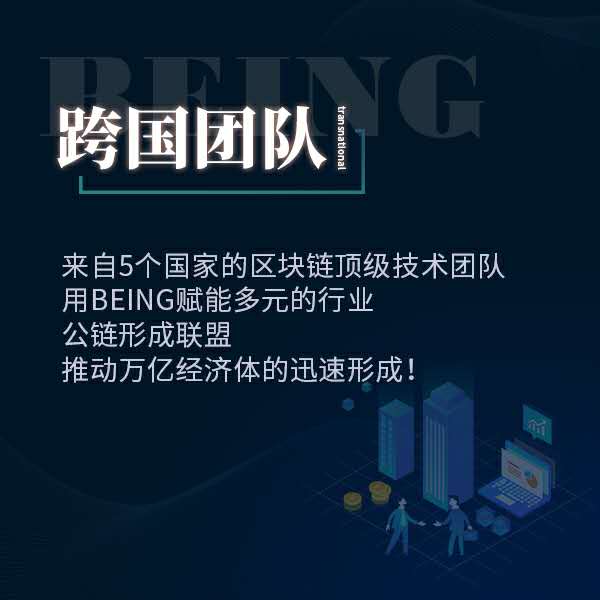 BEING
跨国团队
transnational
来自5个国家的区块链顶级技术团队
用BEING赋能多元的行业
公链形成联盟
推动万亿经济体的迅速形成！